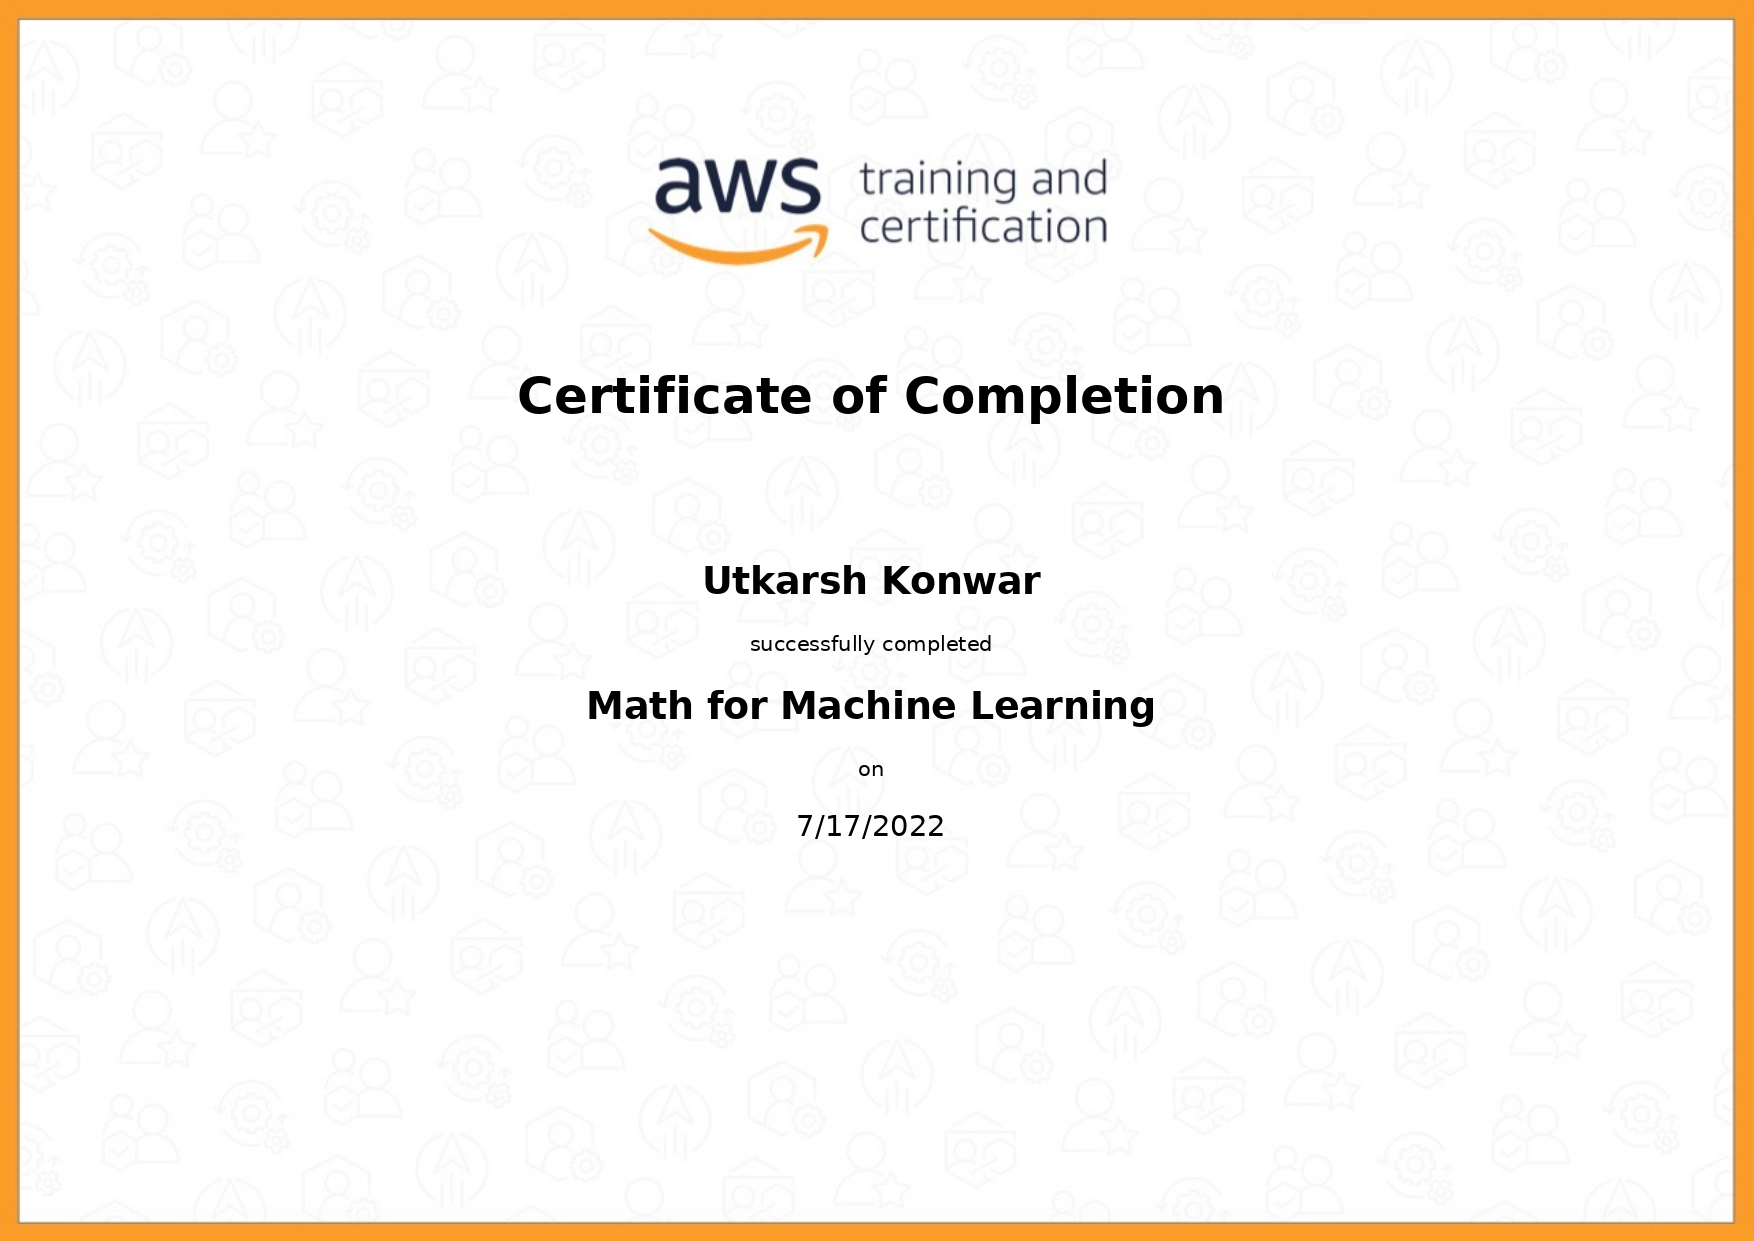 aws training and
certification
Certificate of Completion
Utkarsh Konwar
successfully completed
Math for Machine Learning
on
7/17/2022